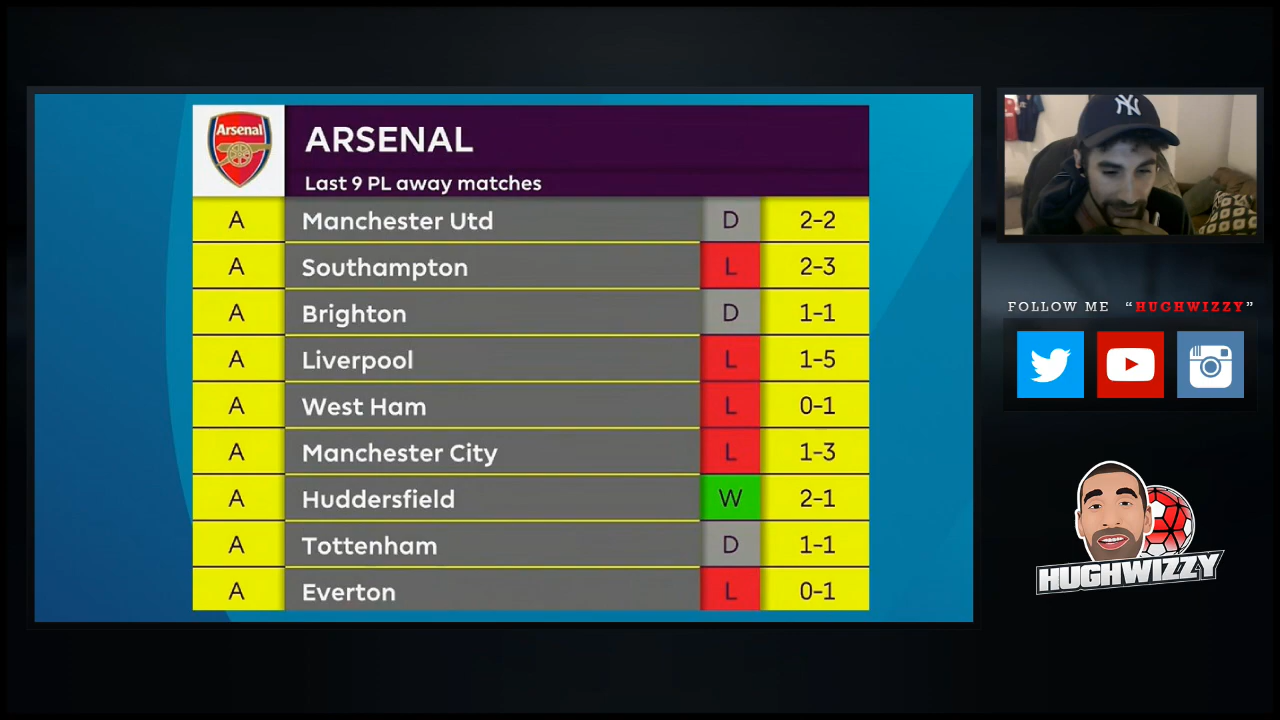 Arsenal
ARSENAL
Last 9 PL away matches
A Manchester Utd D 2-2
A Southampton L 2-3
A Brighton D 1-1
A Liverpool L 1-5
A West Ham L 0-1
A Manchester City L 1-3
A Huddersfield W 2-1
A Tottenham D 1-1
A Everton L 0-1
NY
FOLLOW ME “HUGHWIZZY”
HUGHWIZZY